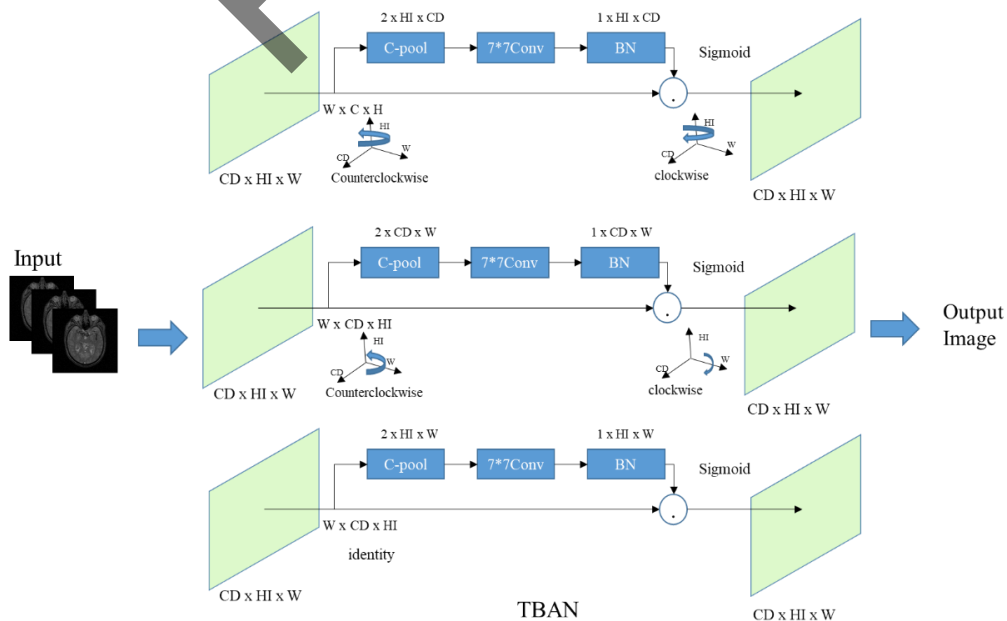 2 x HI x CD
1 x HI x CD
C-pool
7*7Conv
BN
Sigmoid
.
W x C x H
HI
W
CD
Counterclockwise
HI
W
CD
clockwise
CD x HI x W
CD x HI x W
Input
2 x CD x W
1 x CD x W
C-pool
7*7Conv
BN
Sigmoid
.
W x CD x HI
HI
W
CD
Counterclockwise
HI
W
CD
clockwise
CD x HI x W
CD x HI x W
Output
Image
2 x HI x W
1 x HI x W
C-pool
7*7Conv
BN
Sigmoid
.
W x CD x HI
identity
CD x HI x W
CD x HI x W
TBAN